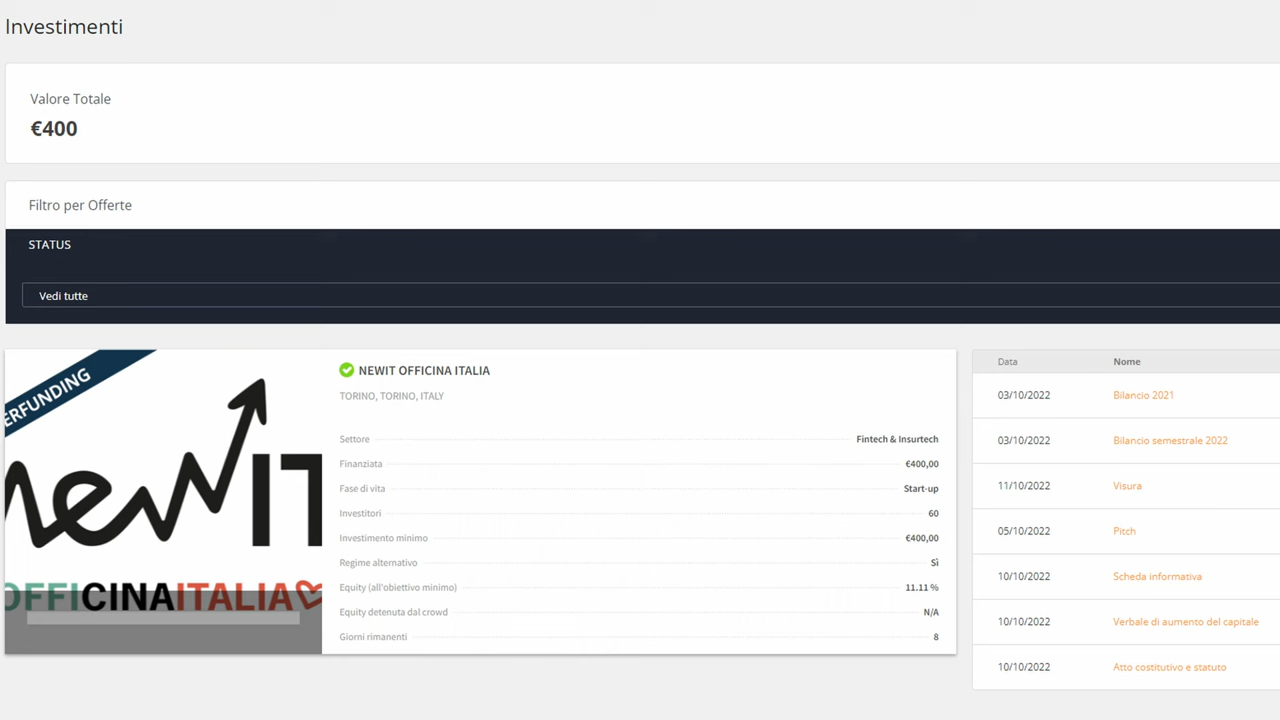 Investimenti
Valore Totale
€400
Filtro per Offerte
STATUS
Vedi tutte
ERFUNDING
newIT
OFFICINAITALIA
NEWIT OFFICINA ITALIA
TORINO, TORINO, ITALY
Settore Fintech & Insurtech
Finanziata €400,00
Fase di vita Start-up
Investitori 60
Investimento minimo €400,00
Regime alternativo Sì
Equity (all'obiettivo minimo) 11.11 %
Equity detenuta dal crowd N/A
Giorni rimanenti 8
Data Nome
03/10/2022 Bilancio 2021
03/10/2022 Bilancio semestrale 2022
11/10/2022 Visura
05/10/2022 Pitch
10/10/2022 Scheda informativa
10/10/2022 Verbale di aumento del capitale
10/10/2022 Atto costitutivo e statuto